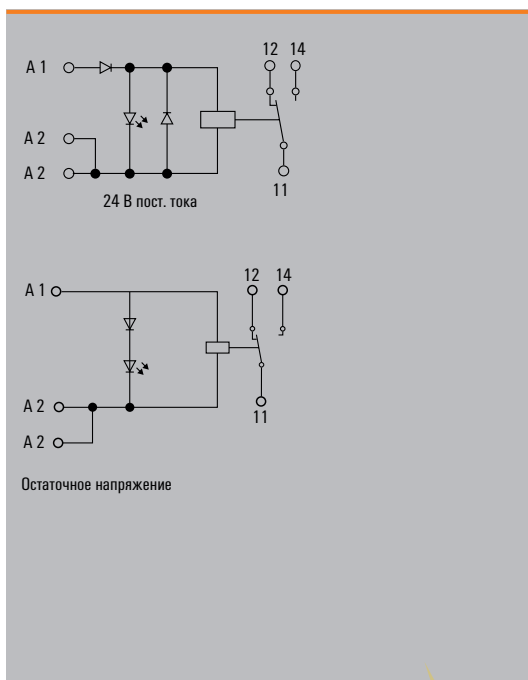 12 14
A 1
A 2
A 2
11
24 В пост. тока
12 14
A 1
A 2
11
A 2
Остаточное напряжение